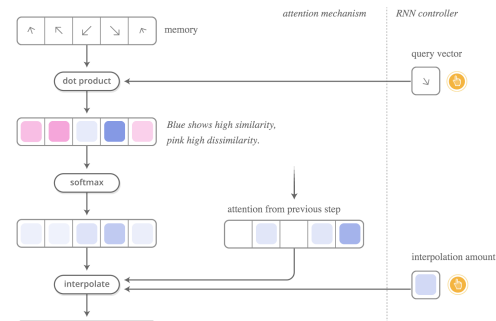 attention mechanism
RNN controller
memory
query vector
dot product
Blue shows high similarity,
pink high dissimilarity.
softmax
attention from previous step
interpolation amount
interpolate